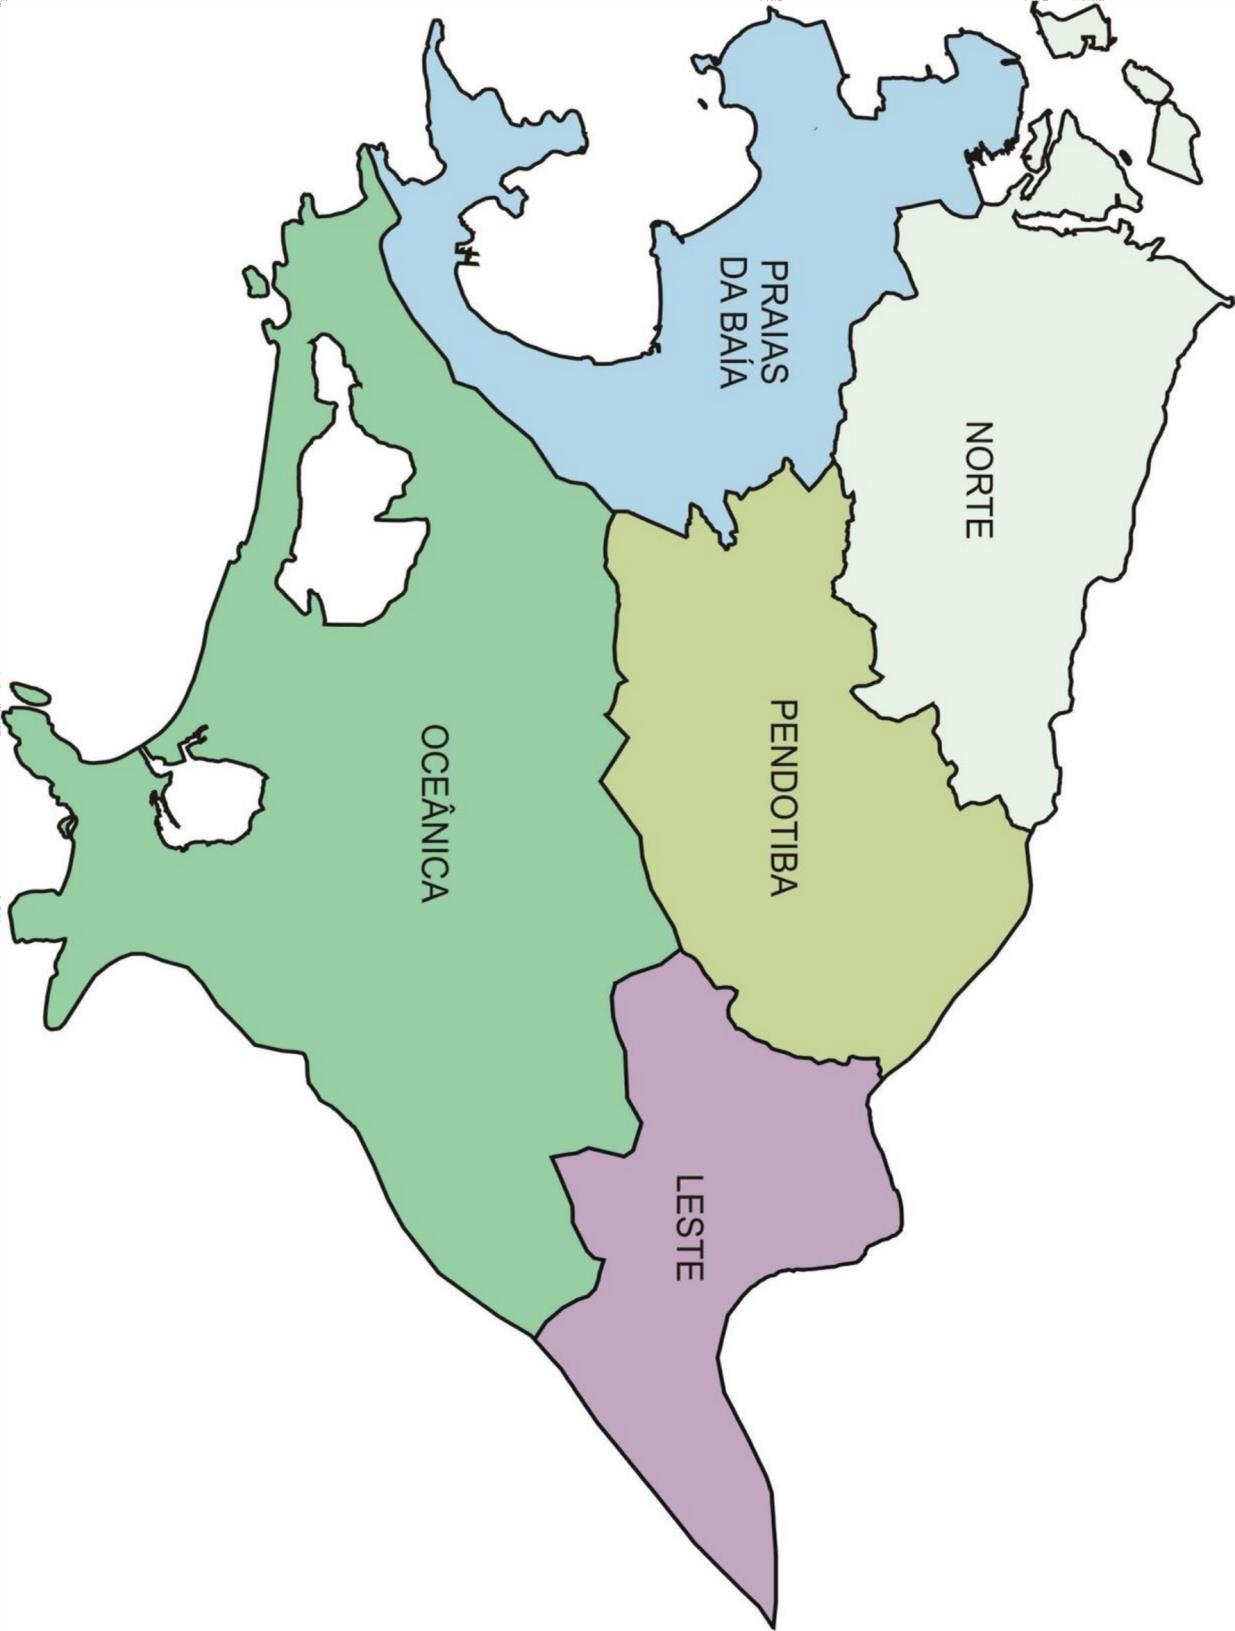 NORTE
PRAIAS
DA BAÍA
PENDOTIBA
OCEÂNICA
LESTE